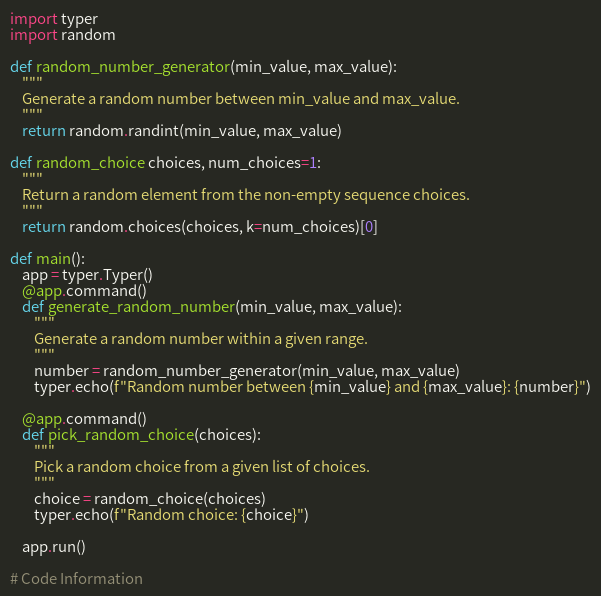 import typer
import random

def random_number_generator(min_value, max_value):
    """
    Generate a random number between min_value and max_value.
    """
    return random.randint(min_value, max_value)

def random_choice choices, num_choices=1:
    """
    Return a random element from the non-empty sequence choices.
    """
    return random.choices(choices, k=num_choices)[0]

def main():
    app = typer.Typer()
    @app.command()
    def generate_random_number(min_value, max_value):
        """
        Generate a random number within a given range.
        """
        number = random_number_generator(min_value, max_value)
        typer.echo(f"Random number between {min_value} and {max_value}: {number}")

    @app.command()
    def pick_random_choice(choices):
        """
        Pick a random choice from a given list of choices.
        """
        choice = random_choice(choices)
        typer.echo(f"Random choice: {choice}")

    app.run()

# Code Information